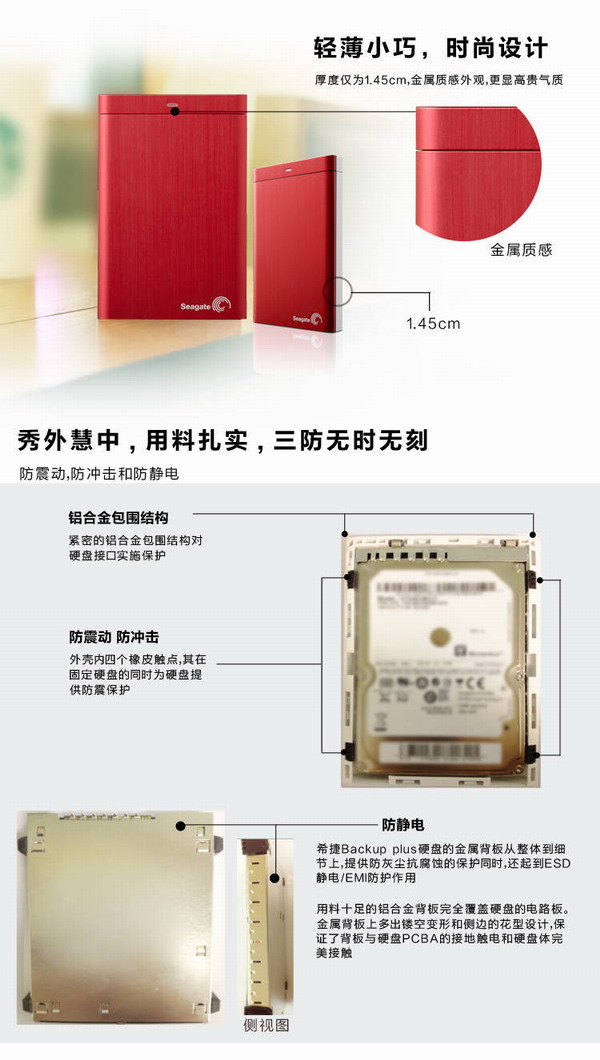 轻薄小巧，时尚设计
厚度仅为1.45cm,金属质感外观,更显高贵气质
金属质感
Seagate
Seagate
1.45cm
秀外慧中，用料扎实，三防无时无刻
防震动,防冲击和防静电
铝合金包围结构
紧密的铝合金包围结构对
硬盘接口实施保护
防震动 防冲击
外壳内四个橡皮触点,其在
固定硬盘的同时为硬盘提
供防震保护
防静电
希捷Backup plus硬盘的金属背板从整体到细
节上,提供防灰尘抗腐蚀的保护同时,还起到ESD
静电/EMI防护作用
用料十足的铝合金背板完全覆盖硬盘的电路板。
金属背板上多出镂空变形和侧边的花型设计,保
证了背板与硬盘PCBA的接地触电和硬盘体完
美接触
侧视图